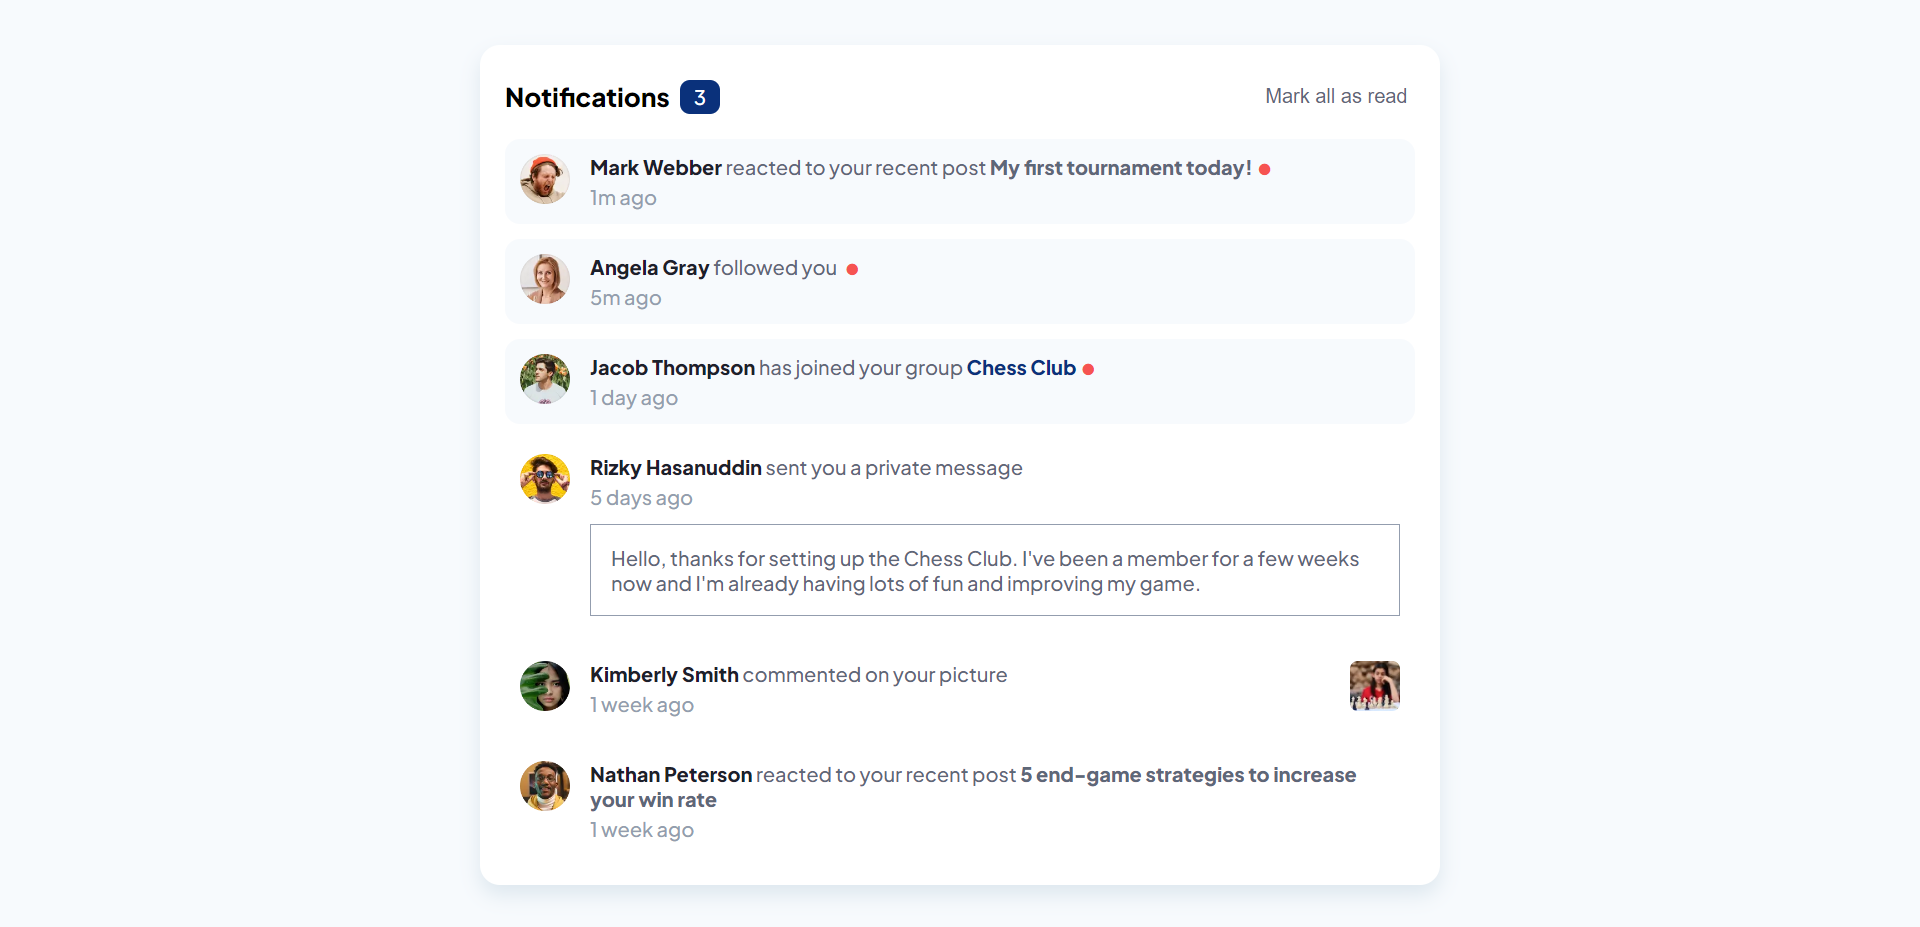 Notifications 3
Mark all as read
Mark Webber reacted to your recent post My first tournament today!
1m ago
Angela Gray followed you
5m ago
Jacob Thompson has joined your group Chess Club
1 day ago
Rizky Hasanuddin sent you a private message
5 days ago
Hello, thanks for setting up the Chess Club. I've been a member for a few weeks
now and I'm already having lots of fun and improving my game.
Kimberly Smith commented on your picture
1 week ago
Nathan Peterson reacted to your recent post 5 end-game strategies to increase
your win rate
1 week ago